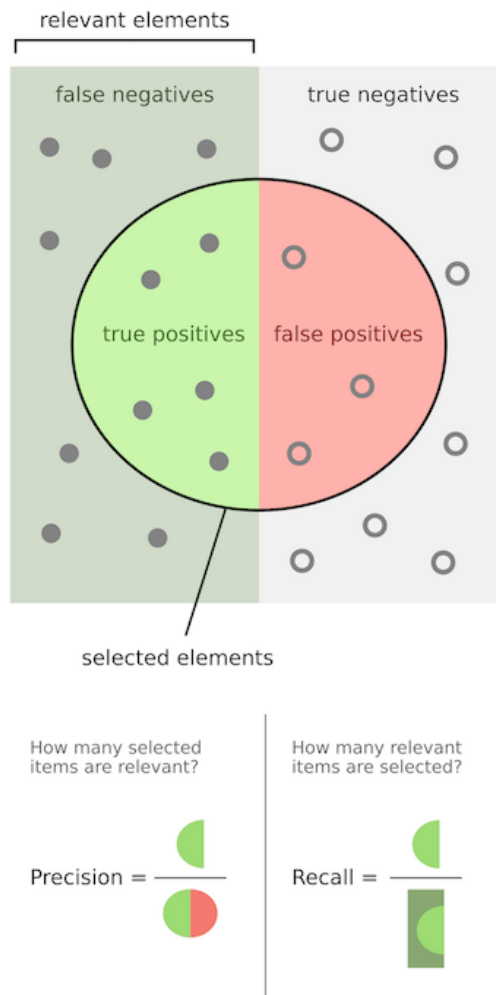 relevant elements
false negatives
true negatives
true positives
false positives
selected elements
How many selected
items are relevant?
How many relevant
items are selected?
Precision =
Recall =